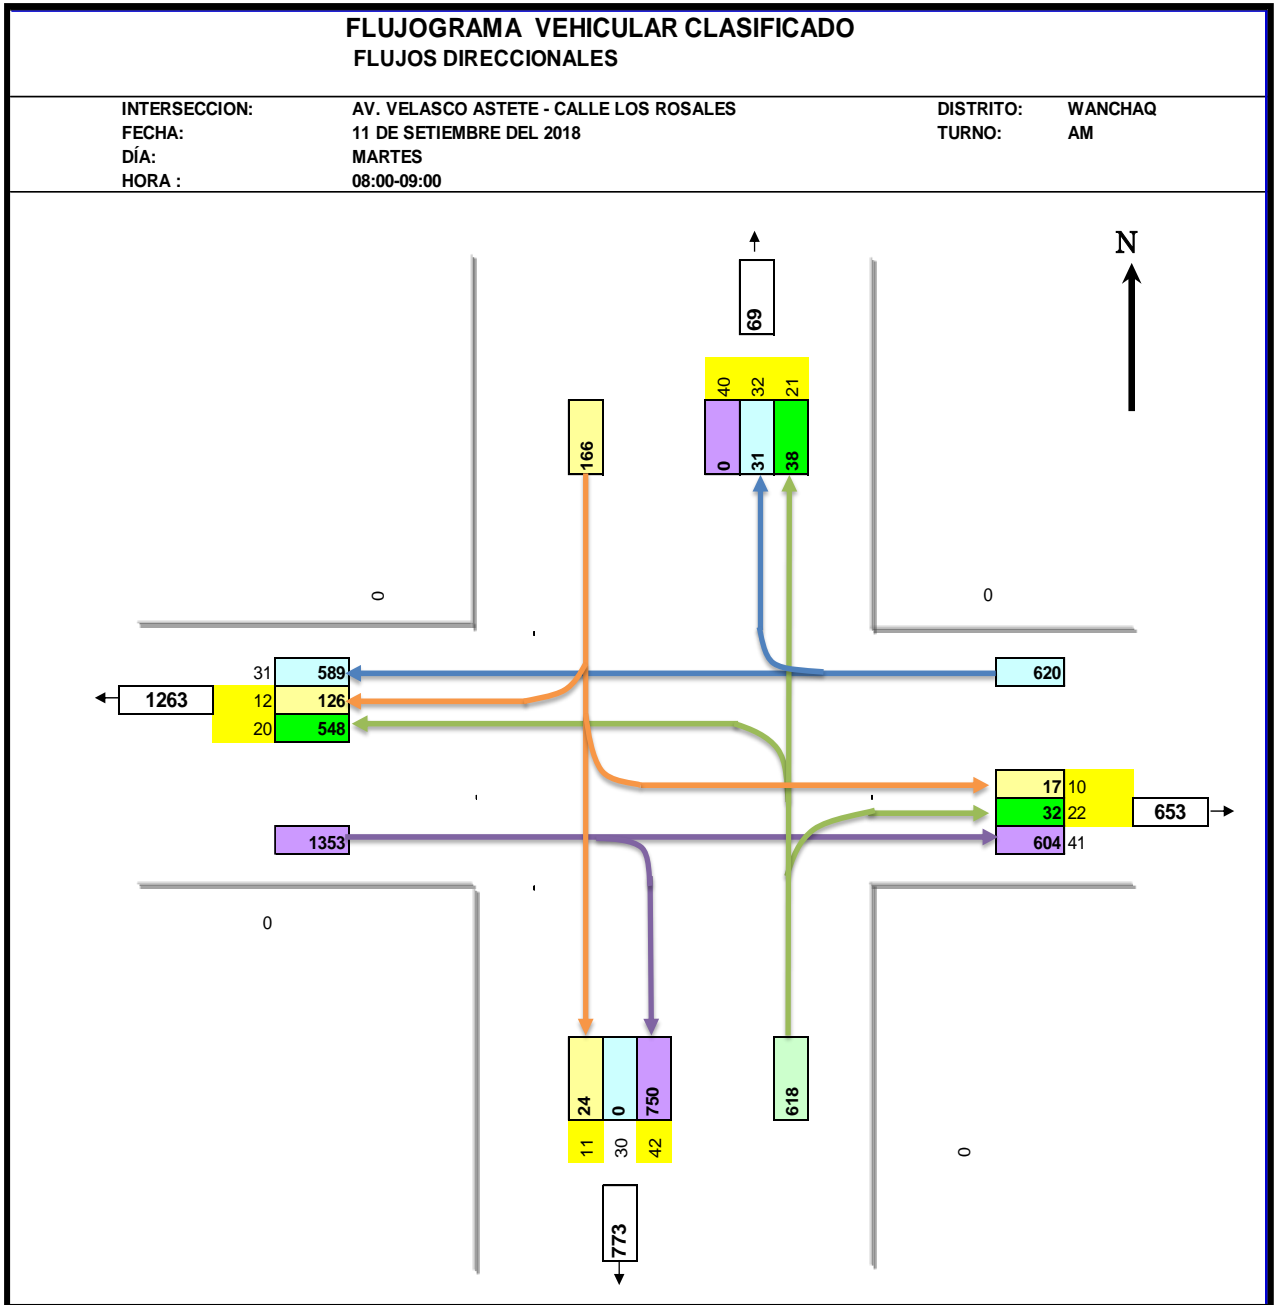 FLUJOGRAMA VEHICULAR CLASIFICADO
FLUJOS DIRECCIONALES
INTERSECCION: AV. VELASCO ASTETE - CALLE LOS ROSALES DISTRITO: WANCHAQ
FECHA: 11 DE SETIEMBRE DEL 2018 TURNO: AM
DÍA: MARTES
HORA : 08:00-09:00
N
69
40 32 21
166
0 31 38
0
0
31 589
620
1263
12 126
20 548
17 10
32 22
653
1353
604 41
0
24 0 750
618
11 30 42
0
773